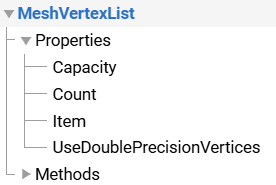 MeshVertexList
Properties
Capacity
Count
Item
UseDoublePrecisionVertices
Methods